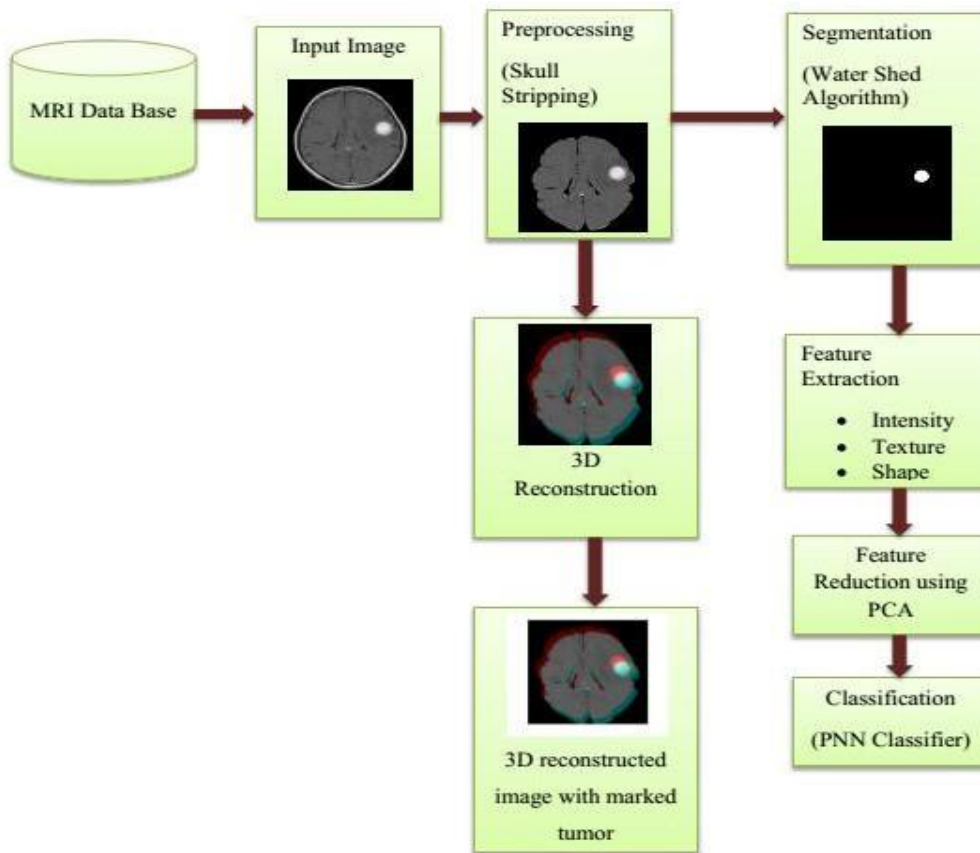 MRI Data Base
Input Image
Preprocessing
(Skull
Stripping)
Segmentation
(Water Shed
Algorithm)
3D
Reconstruction
3D reconstructed
image with marked
tumor
Feature
Extraction
• Intensity
• Texture
• Shape
Feature
Reduction using
PCA
Classification
(PNN Classifier)